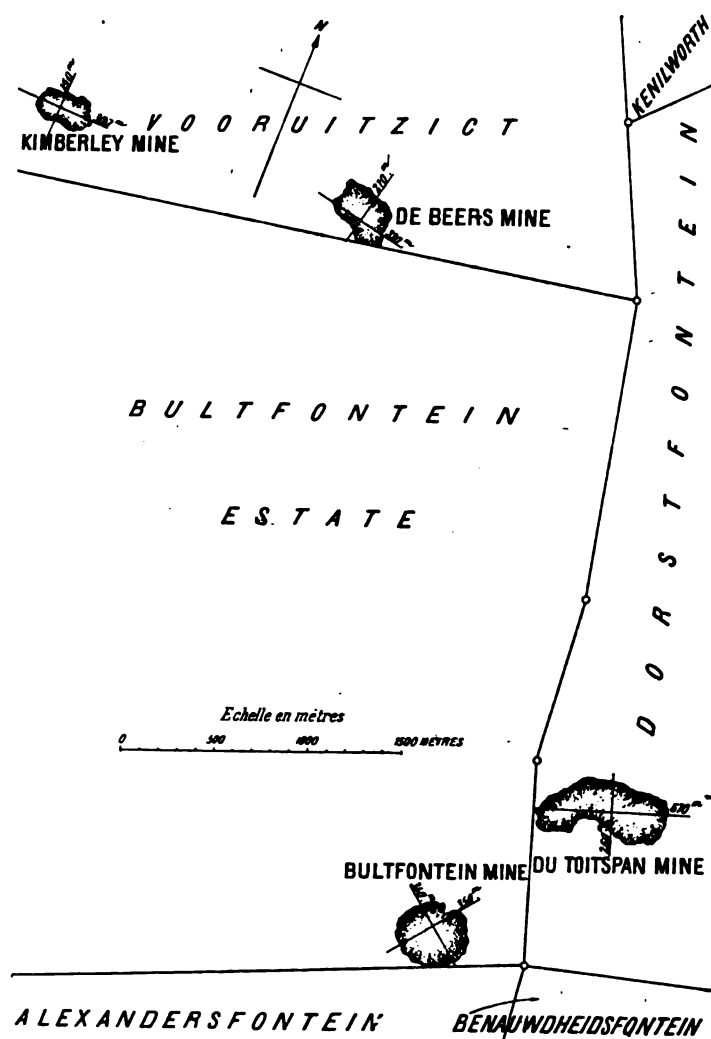 N
KENILWORTH
VOORUITZICT
KIMBERLEY MINE
DE BEERS MINE
DORSTFONTEIN
BULTFONTEIN
ESTATE
Echelle en mètres
0 500 1000 1500 MÈTRES
670 m
DU TOITSPAN MINE
BULTFONTEIN MINE
ALEXANDERSFONTEIN
BENAUWDHEIDSFONTEIN